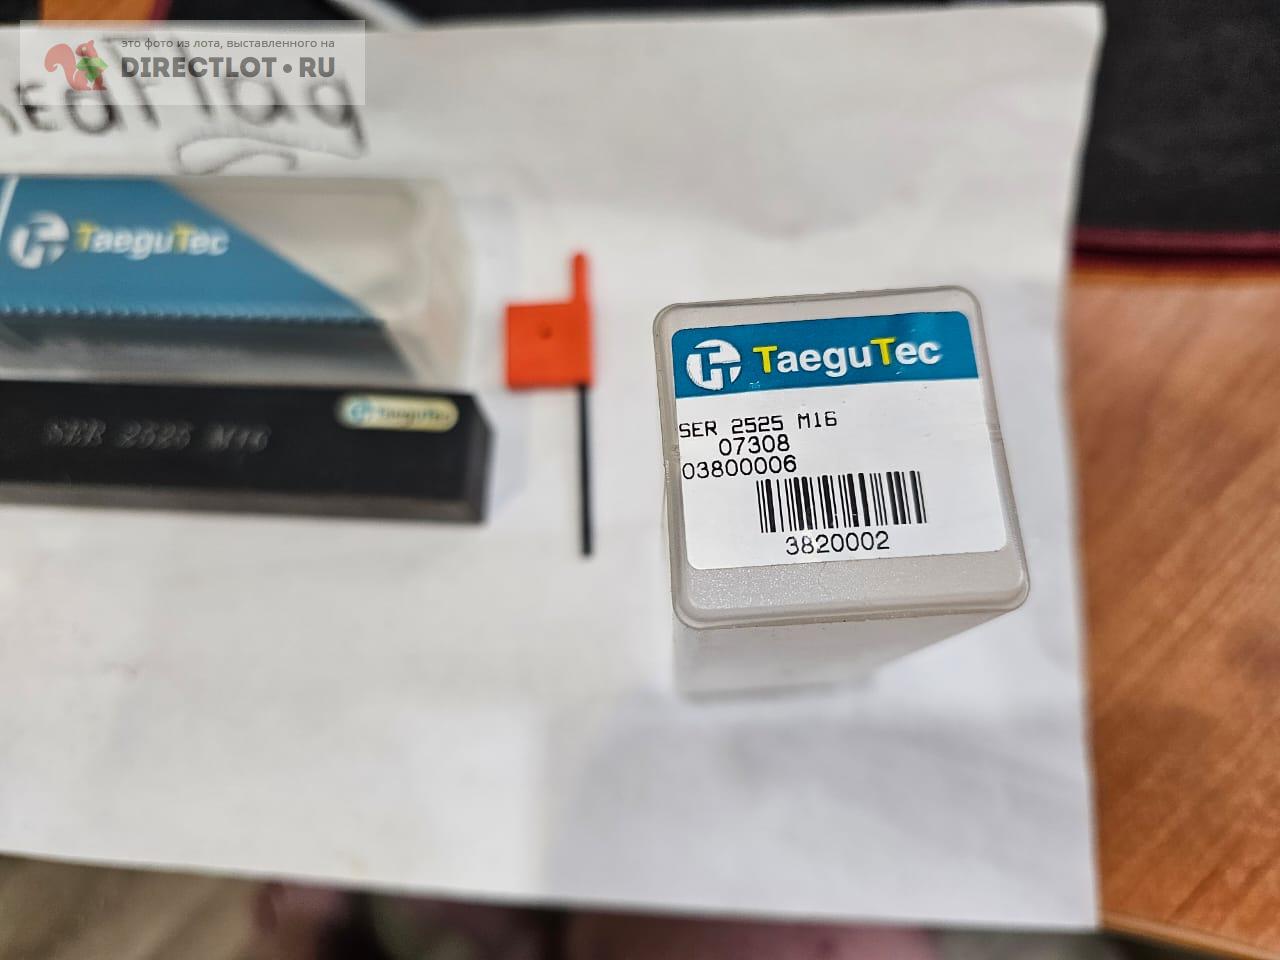 это фото из лота, выставленного на
DIRECTLOT•RU
RedFlag
TaeguTec
TaeguTec
SER 2525 M16
TaeguTec
SER 2525 M16
07308
03800006
3820002